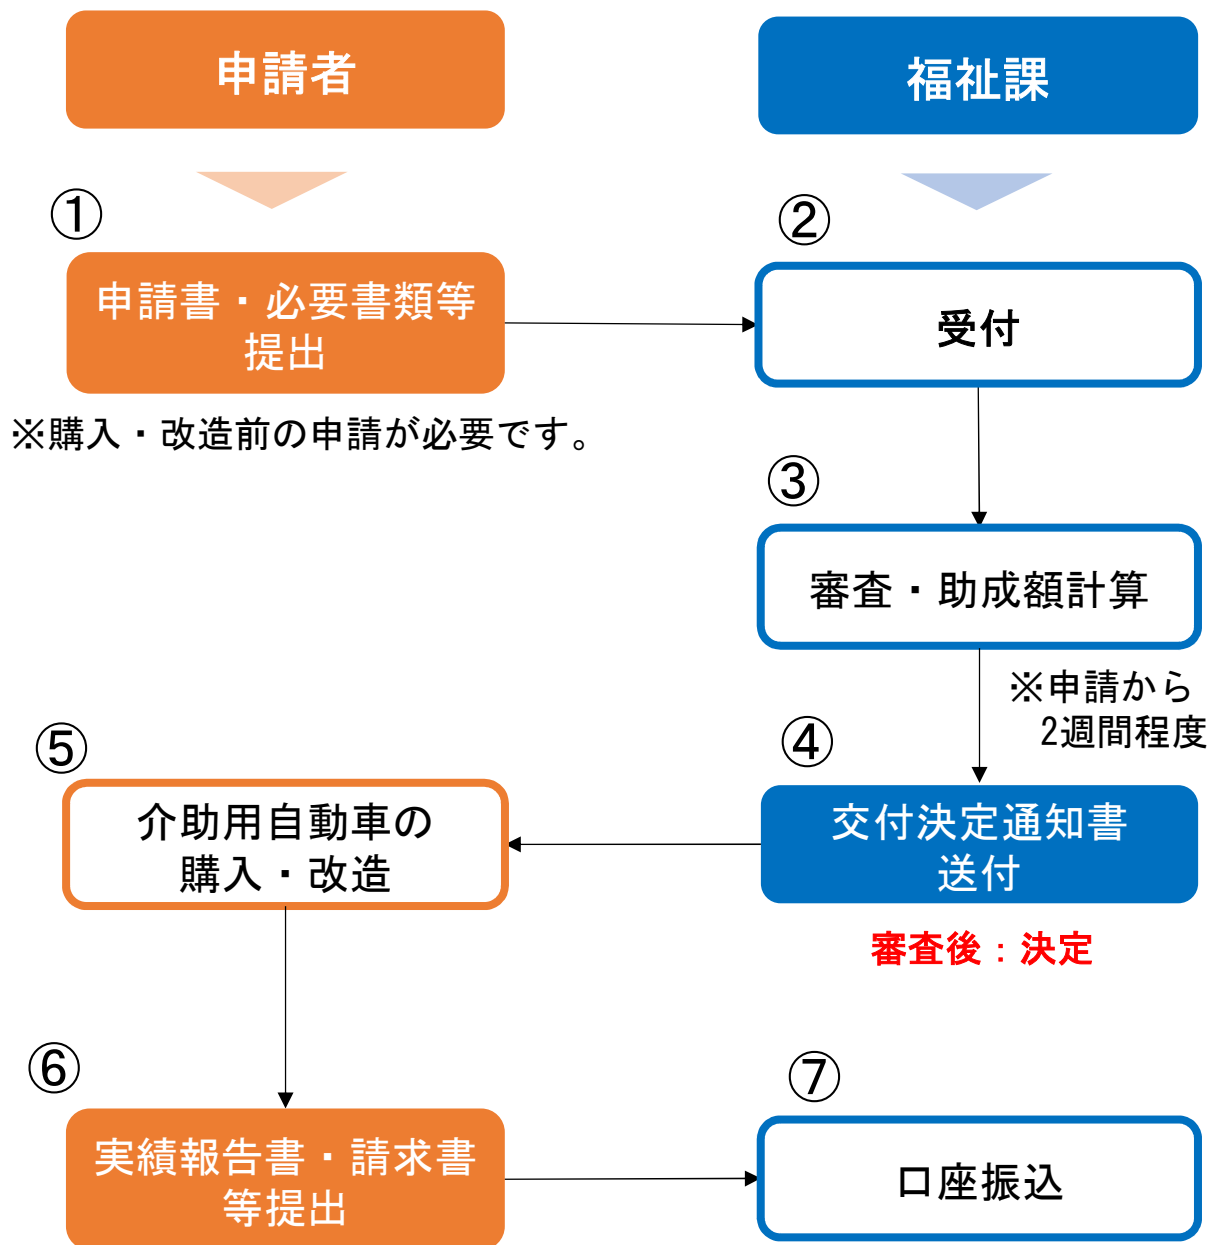 申請者
福祉課
①
②
申請書・必要書類等
提出
受付
※購入・改造前の申請が必要です。
③
審査・助成額計算
※申請から
2週間程度
④
⑤
交付決定通知書
送付
介助用自動車の
購入・改造
審査後：決定
⑥
⑦
実績報告書・請求書
等提出
口座振込